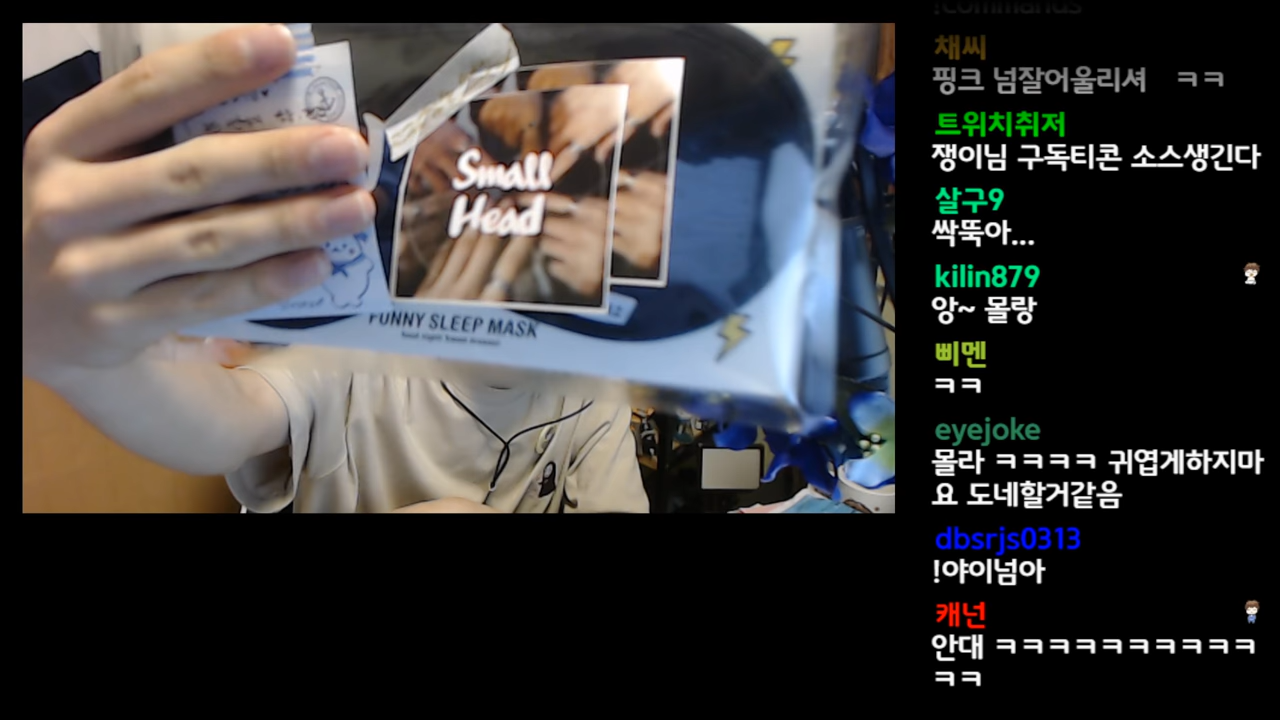 Small
Head
FUNNY SLEEP MASK
!commands
채씨
핑크 넘잘어울리셔 ㅋㅋ
트위치취저
쟁이님 구독티콘 소스생긴다
살구9
싹뚝아...
kilin879
앙~ 몰랑
삐멘
ㅋㅋ
eyejoke
몰라 ㅋㅋㅋㅋ 귀엽게하지마
요 도네할거같음
dbsrjs0313
!야이넘아
캐넌
안대 ㅋㅋㅋㅋㅋㅋㅋㅋㅋㅋ
ㅋㅋ